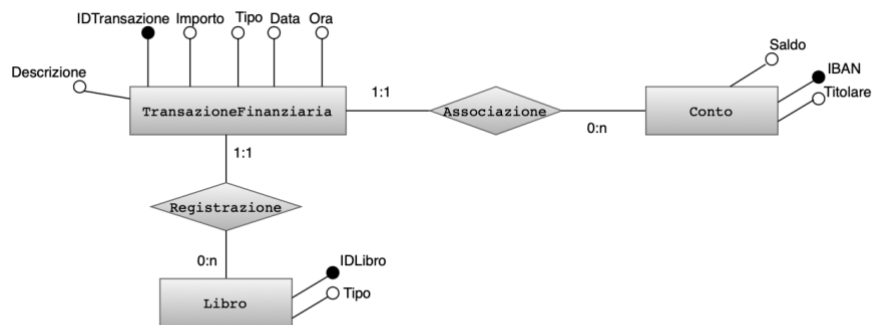 IDTransazione Importo Tipo Data Ora
Descrizione
TransazioneFinanziaria
1:1
Associazione
0:n
Conto
Saldo
IBAN
Titolare
1:1
Registrazione
0:n
Libro
IDLibro
Tipo